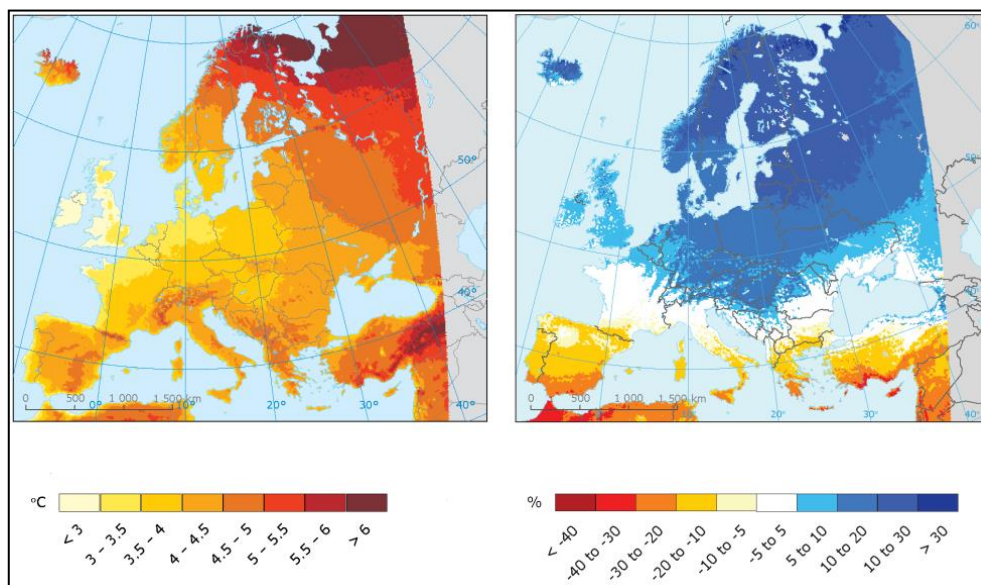 60°
50°
50°
40°
40°
0 500 1 000 1 500 km
0°
10°
20°
30°
40°
0 500 1 000 1 500 km
20°
30°
40°
°C
< 3
3 – 3.5
3.5 – 4
4 – 4.5
4.5 – 5
5 – 5.5
5.5 – 6
> 6
%
< -40
-40 to -30
-30 to -20
-20 to -10
-10 to -5
-5 to 5
5 to 10
10 to 20
10 to 30
> 30